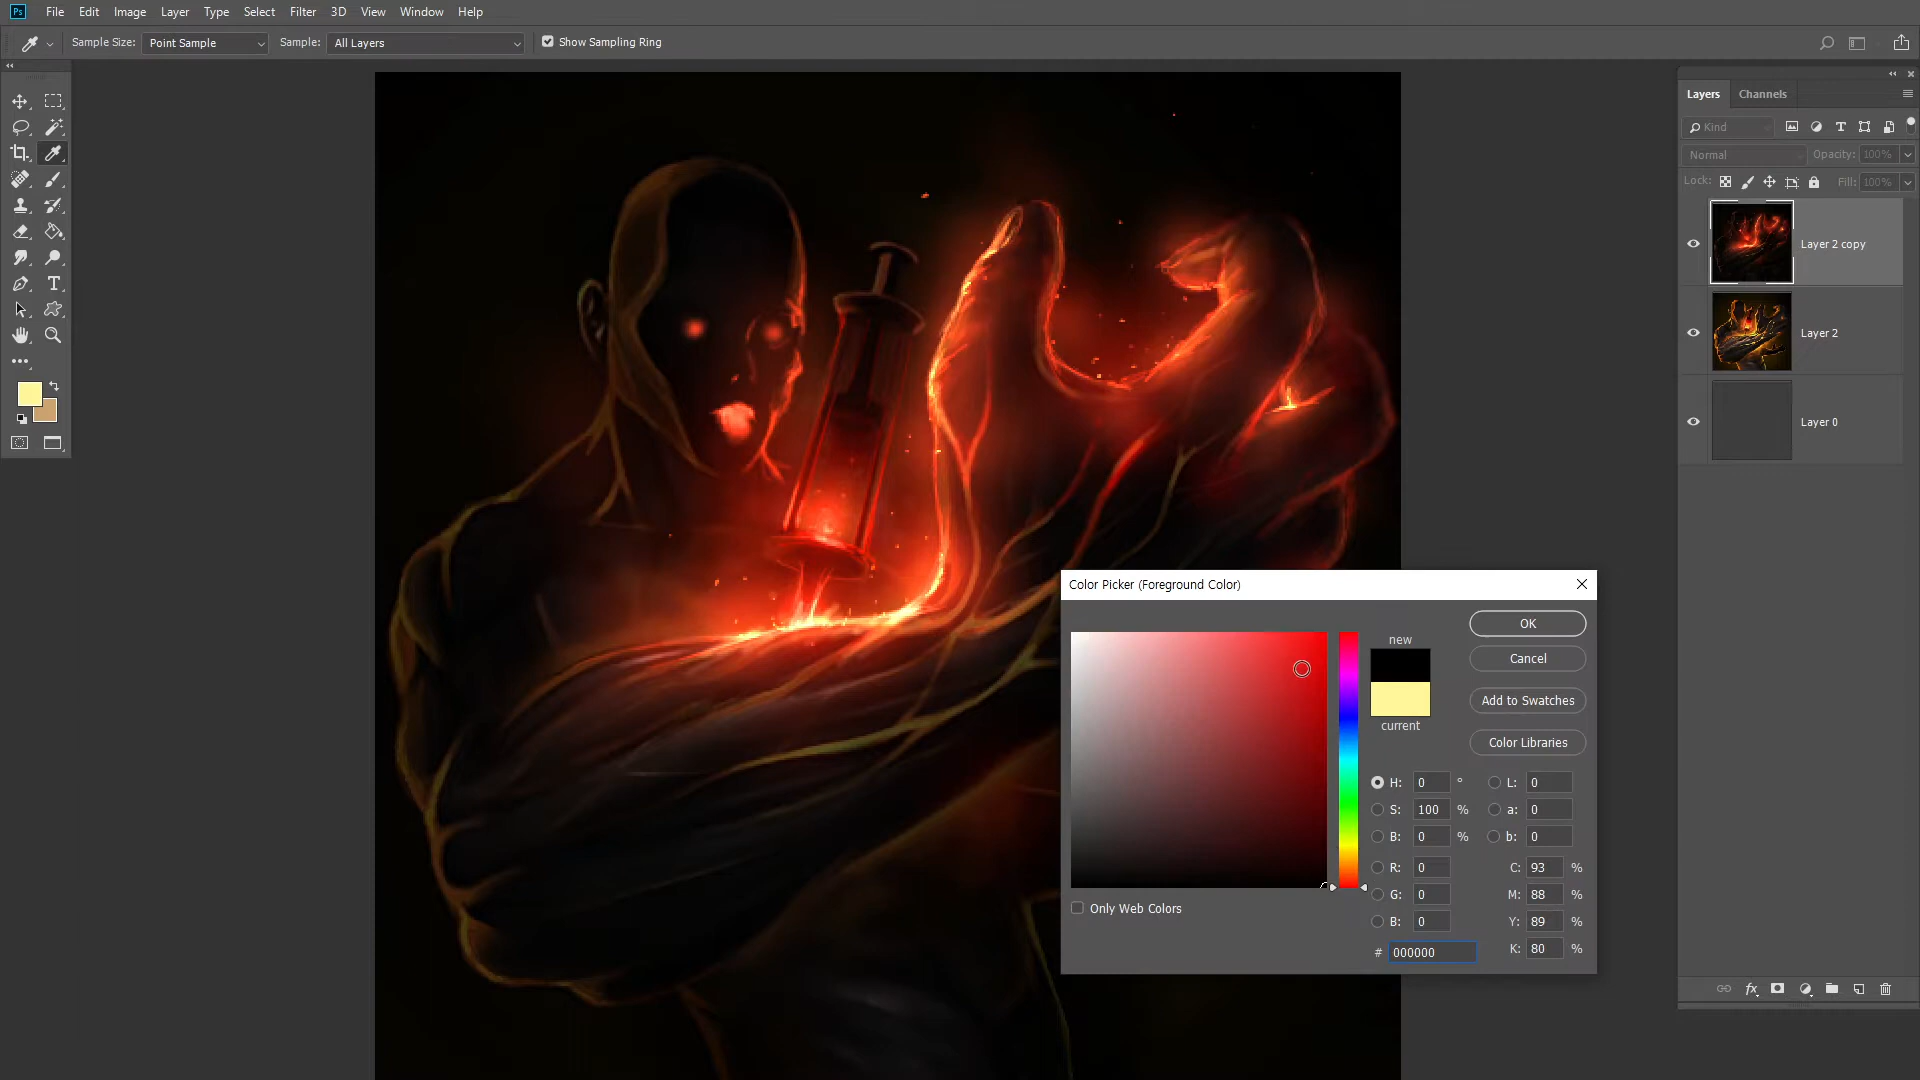 Ps File Edit Image Layer Type Select Filter 3D View Window Help
Sample Size: Point Sample Sample: All Layers Show Sampling Ring
Layers Channels
Kind
Normal Opacity: 100%
Lock: Fill: 100%
Layer 2 copy
Layer 2
Layer 0
Color Picker (Foreground Color)
new
current
OK
Cancel
Add to Swatches
Color Libraries
H: 0 °
S: 100 %
B: 0 %
R: 0
G: 0
B: 0
# 000000
L: 0
a: 0
b: 0
C: 93 %
M: 88 %
Y: 89 %
K: 80 %
Only Web Colors